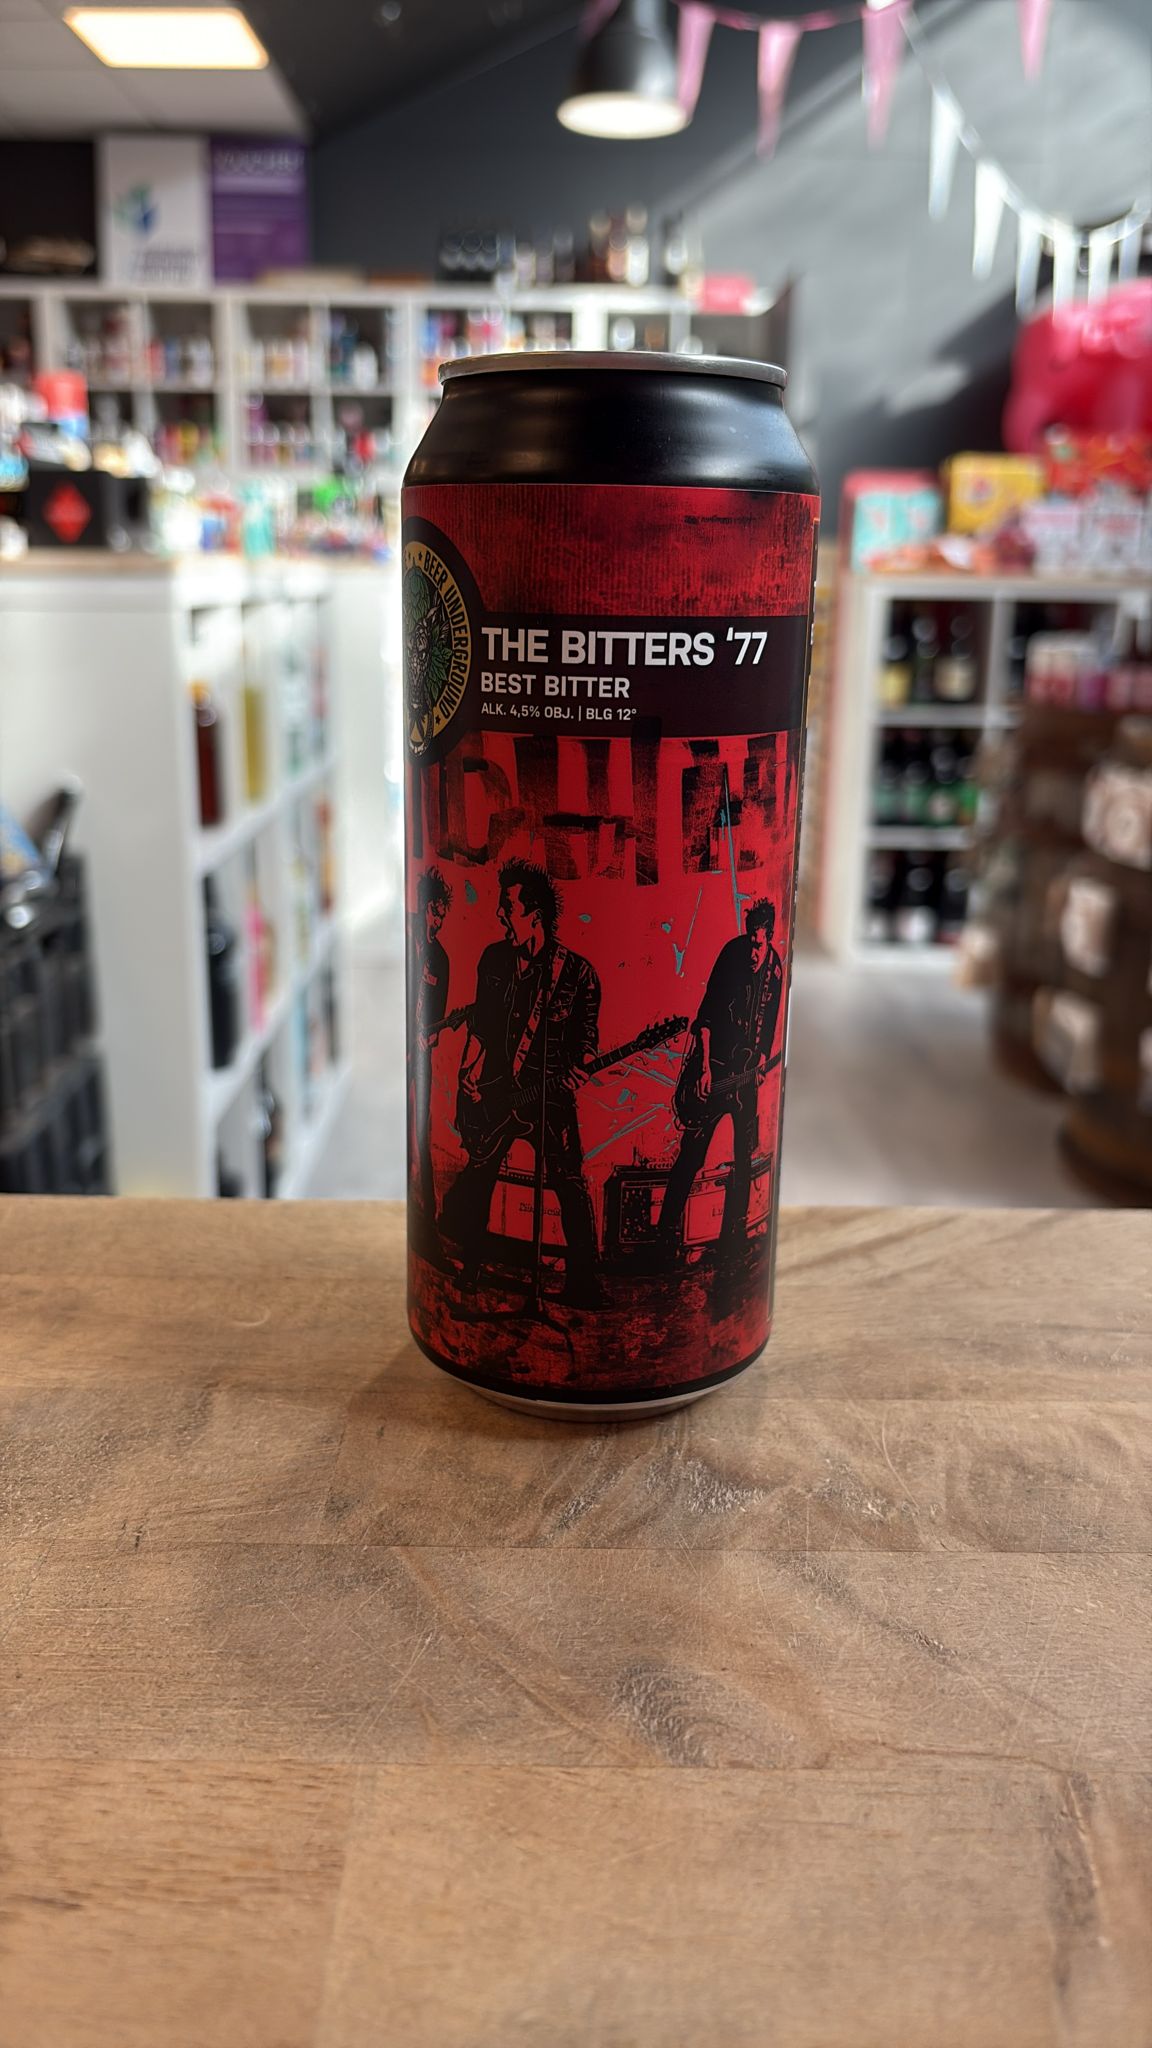 BEER UNDERGROUND
THE BITTERS '77
BEST BITTER
ALK. 4,5% OBJ. | BLG 12°